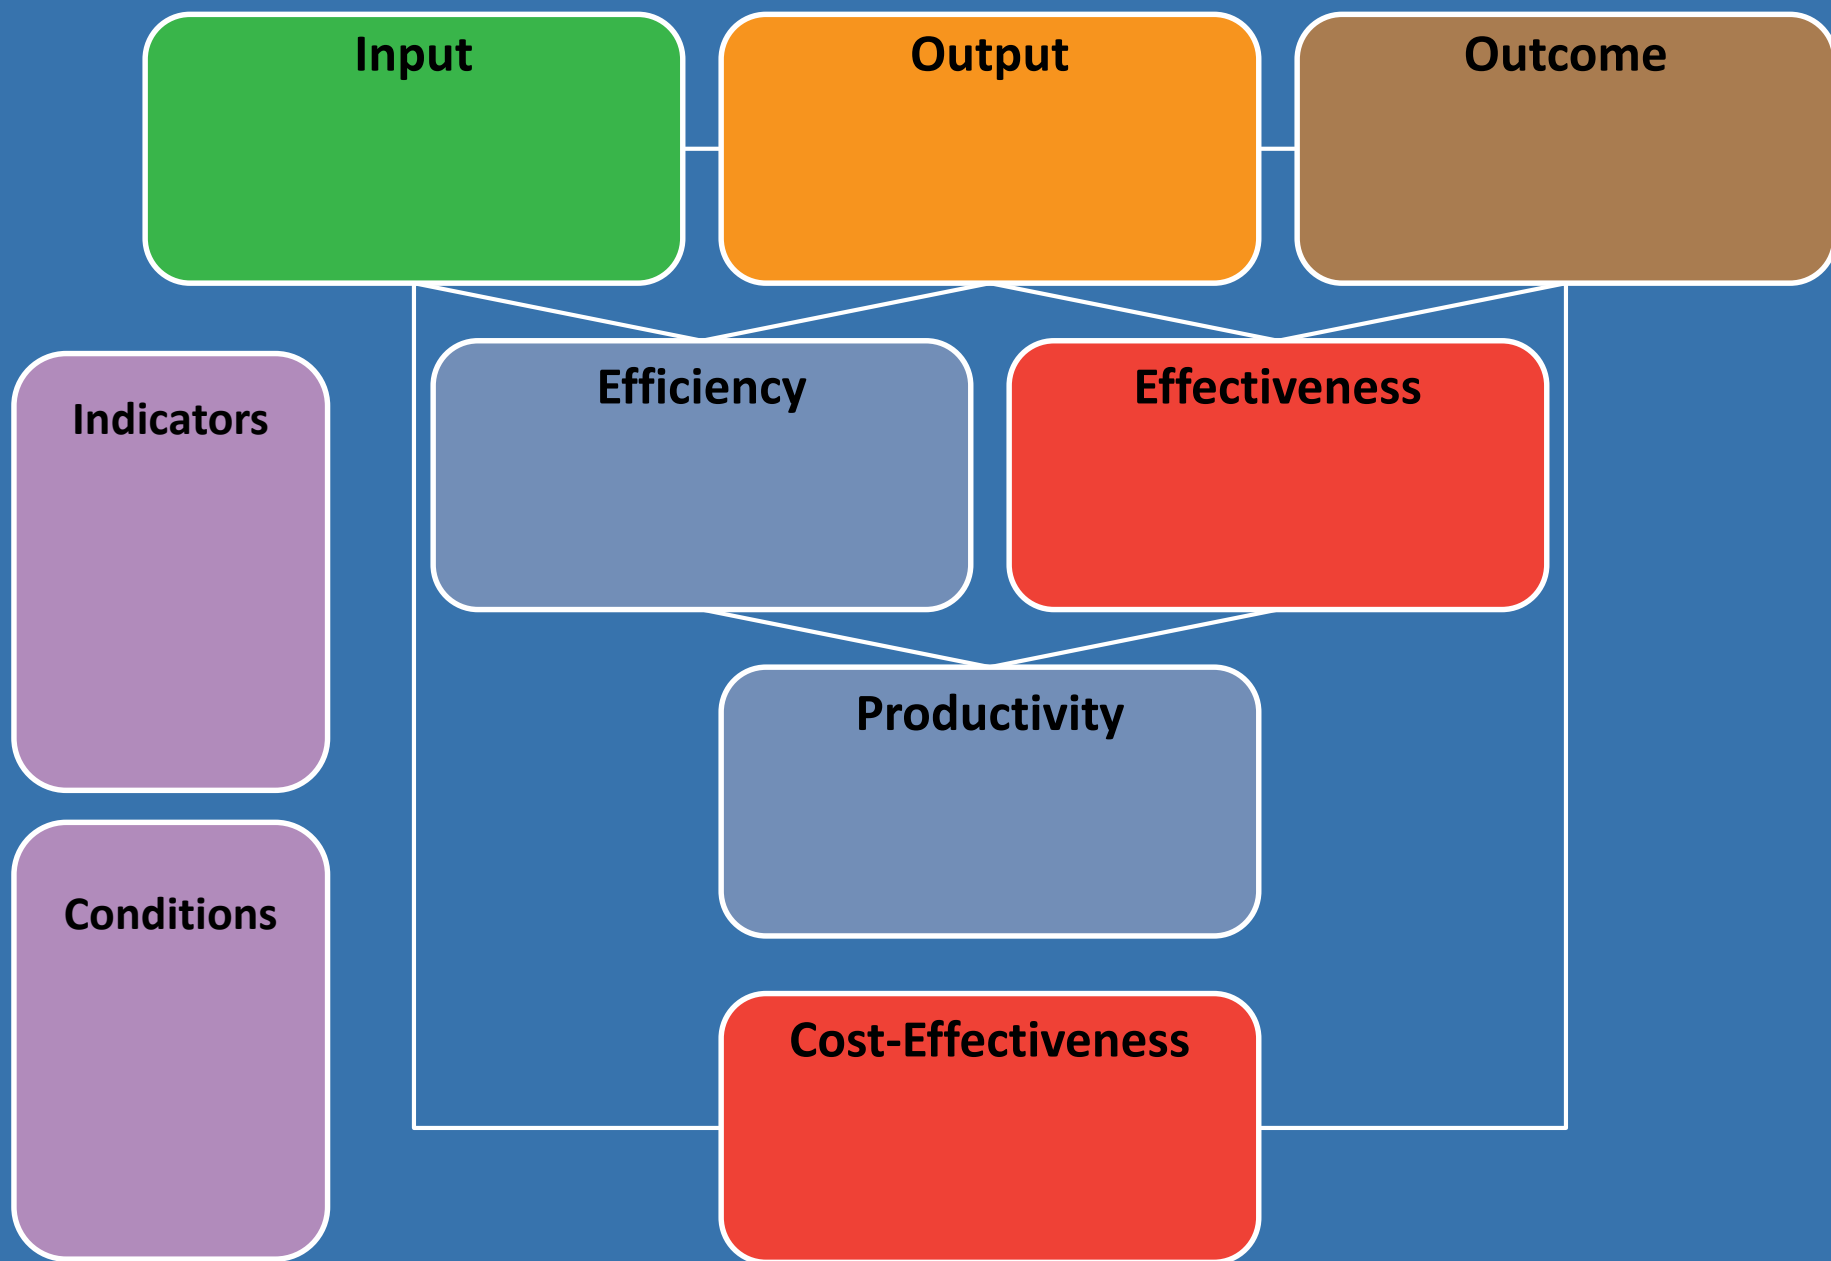 Input
Output
Outcome
Efficiency
Effectiveness
Indicators
Productivity
Conditions
Cost-Effectiveness